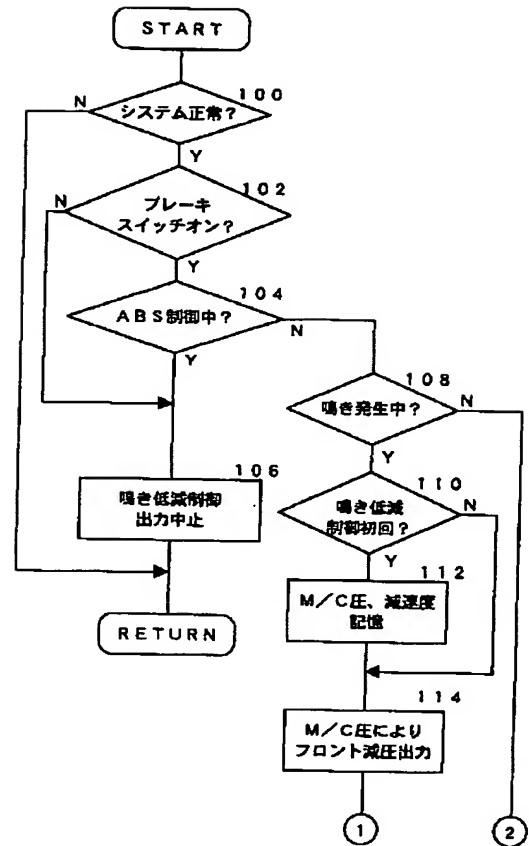 START
100
N
システム正常?
Y
102
N
ブレーキ
スイッチオン?
Y
104
ABS制御中?
N
Y
108
鳴き発生中?
N
Y
106
鳴き低減制御
出力中止
110
鳴き低減
制御初回?
N
Y
112
M/C圧、減速度
記憶
RETURN
114
M/C圧により
フロント減圧出力
1
2